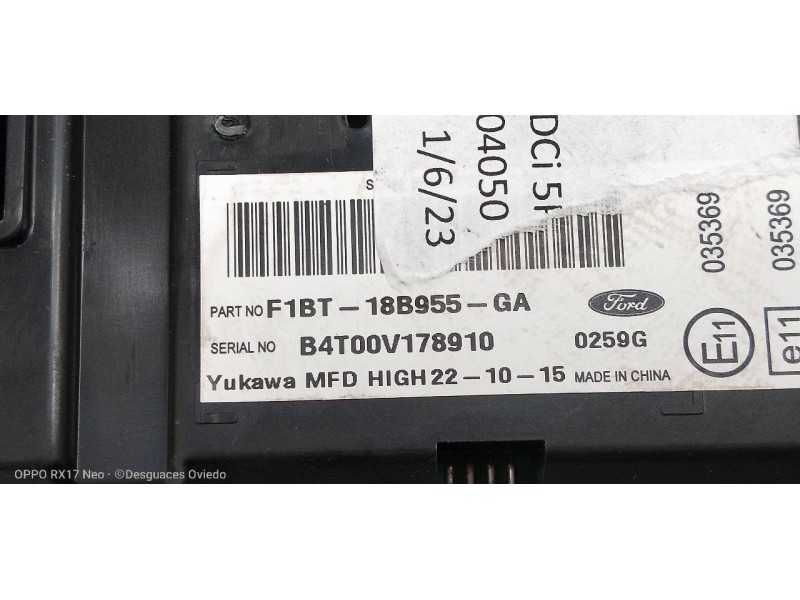 DCi 5
04050
1/6/23
S
PART NO F1BT-18B955-GA
Ford
SERIAL NO B4T00V178910 0259G
Yukawa MFD HIGH 22-10-15 MADE IN CHINA
035369
E11
035369
e11
OPPO RX17 Neo · ©Desguaces Oviedo